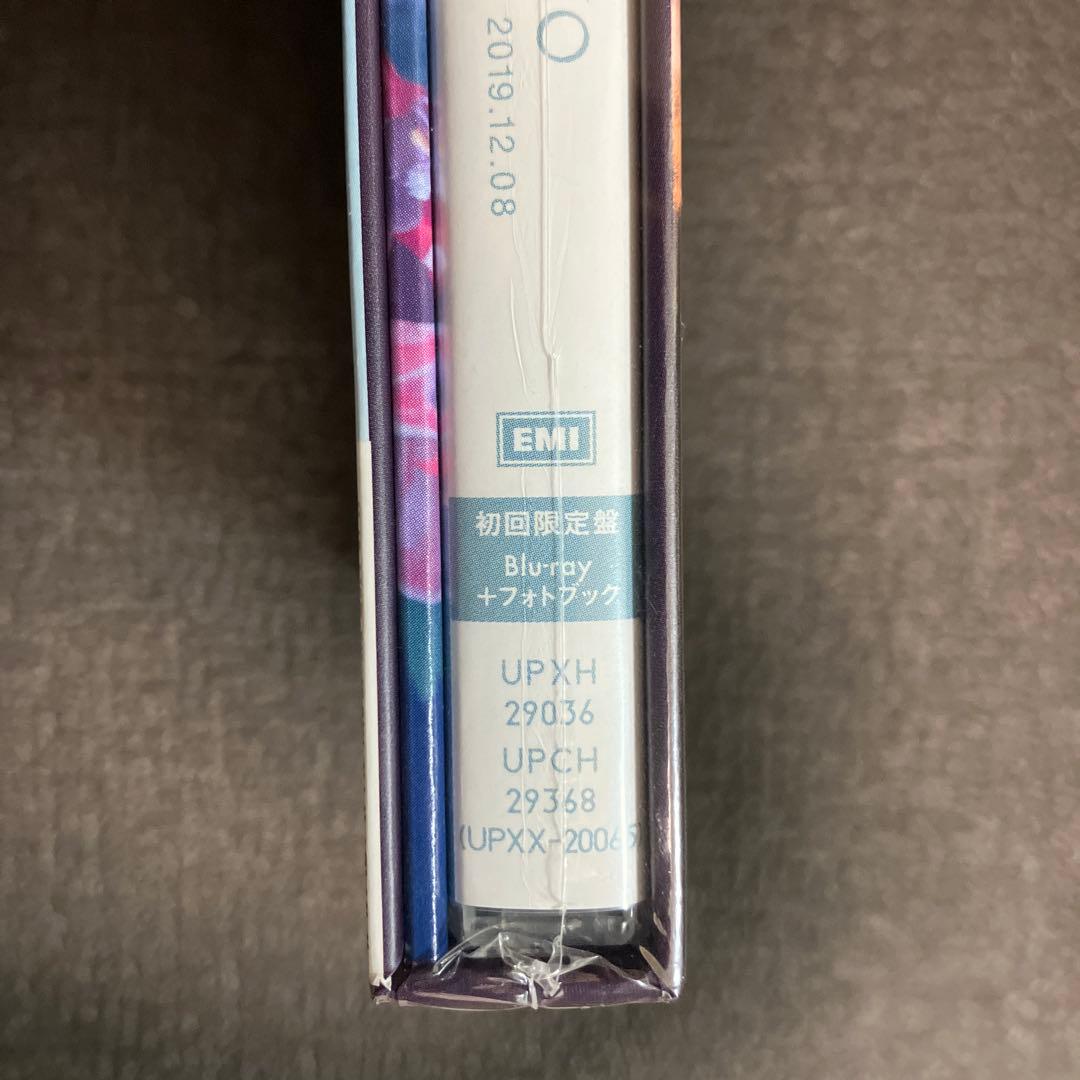 O
2019.12.08
EMI
初回限定盤
Blu-ray
+フォトブック
UPXH
29036
UPCH
29368
(UPXX-20065)